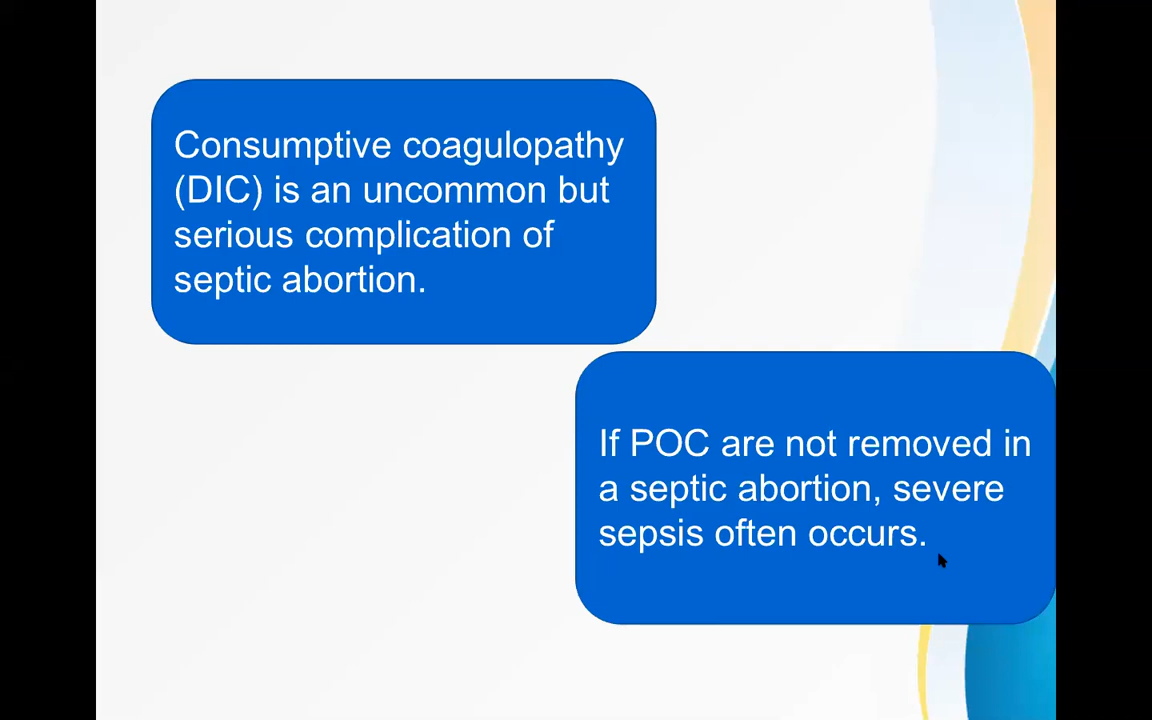 Consumptive coagulopathy
(DIC) is an uncommon but
serious complication of
septic abortion.
If POC are not removed in
a septic abortion, severe
sepsis often occurs.